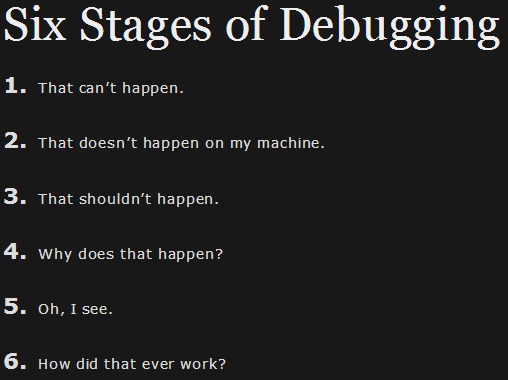 Six Stages of Debugging
1. That can’t happen.
2. That doesn’t happen on my machine.
3. That shouldn’t happen.
4. Why does that happen?
5. Oh, I see.
6. How did that ever work?